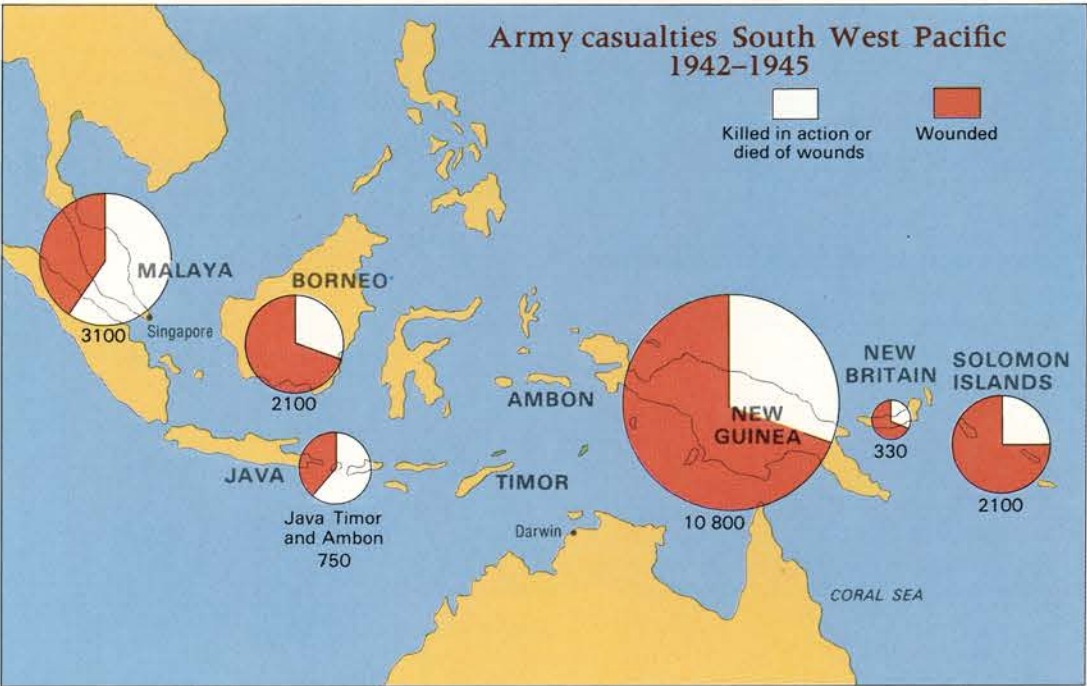 Army casualties South West Pacific
1942–1945
Killed in action or
died of wounds
Wounded
MALAYA
3100
Singapore
BORNEO
2100
JAVA
Java Timor
and Ambon
750
AMBON
TIMOR
Darwin
NEW
GUINEA
10 800
NEW
BRITAIN
330
SOLOMON
ISLANDS
2100
CORAL SEA